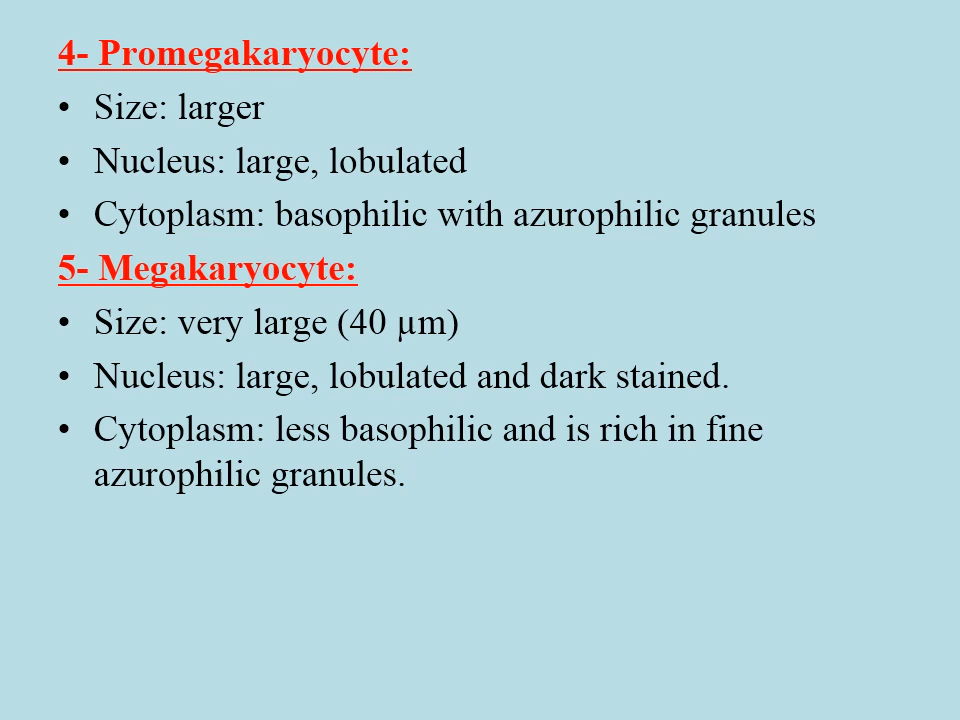 4- Promegakaryocyte:
• Size: larger
• Nucleus: large, lobulated
• Cytoplasm: basophilic with azurophilic granules
5- Megakaryocyte:
• Size: very large (40 µm)
• Nucleus: large, lobulated and dark stained.
• Cytoplasm: less basophilic and is rich in fine
azurophilic granules.